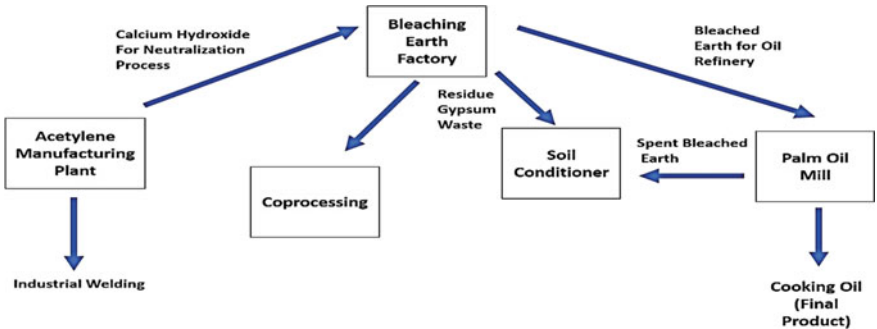 Calcium Hydroxide
For Neutralization
Process
Bleaching
Earth
Factory
Bleached
Earth for Oil
Refinery
Residue
Gypsum
Waste
Acetylene
Manufacturing
Plant
Coprocessing
Soil
Conditioner
Spent Bleached
Earth
Palm Oil
Mill
Industrial Welding
Cooking Oil
(Final
Product)